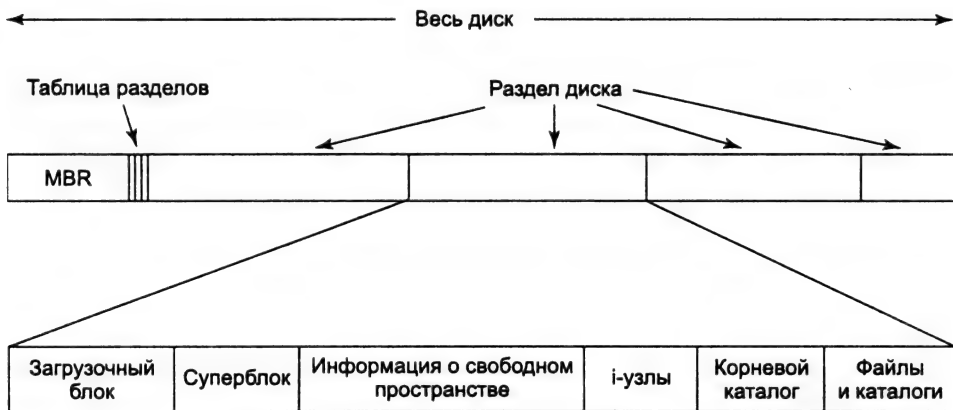 Весь диск
Таблица разделов
Раздел диска
MBR
Загрузочный
блок
Суперблок
Информация о свободном
пространстве
i-узлы
Корневой
каталог
Файлы
и каталоги